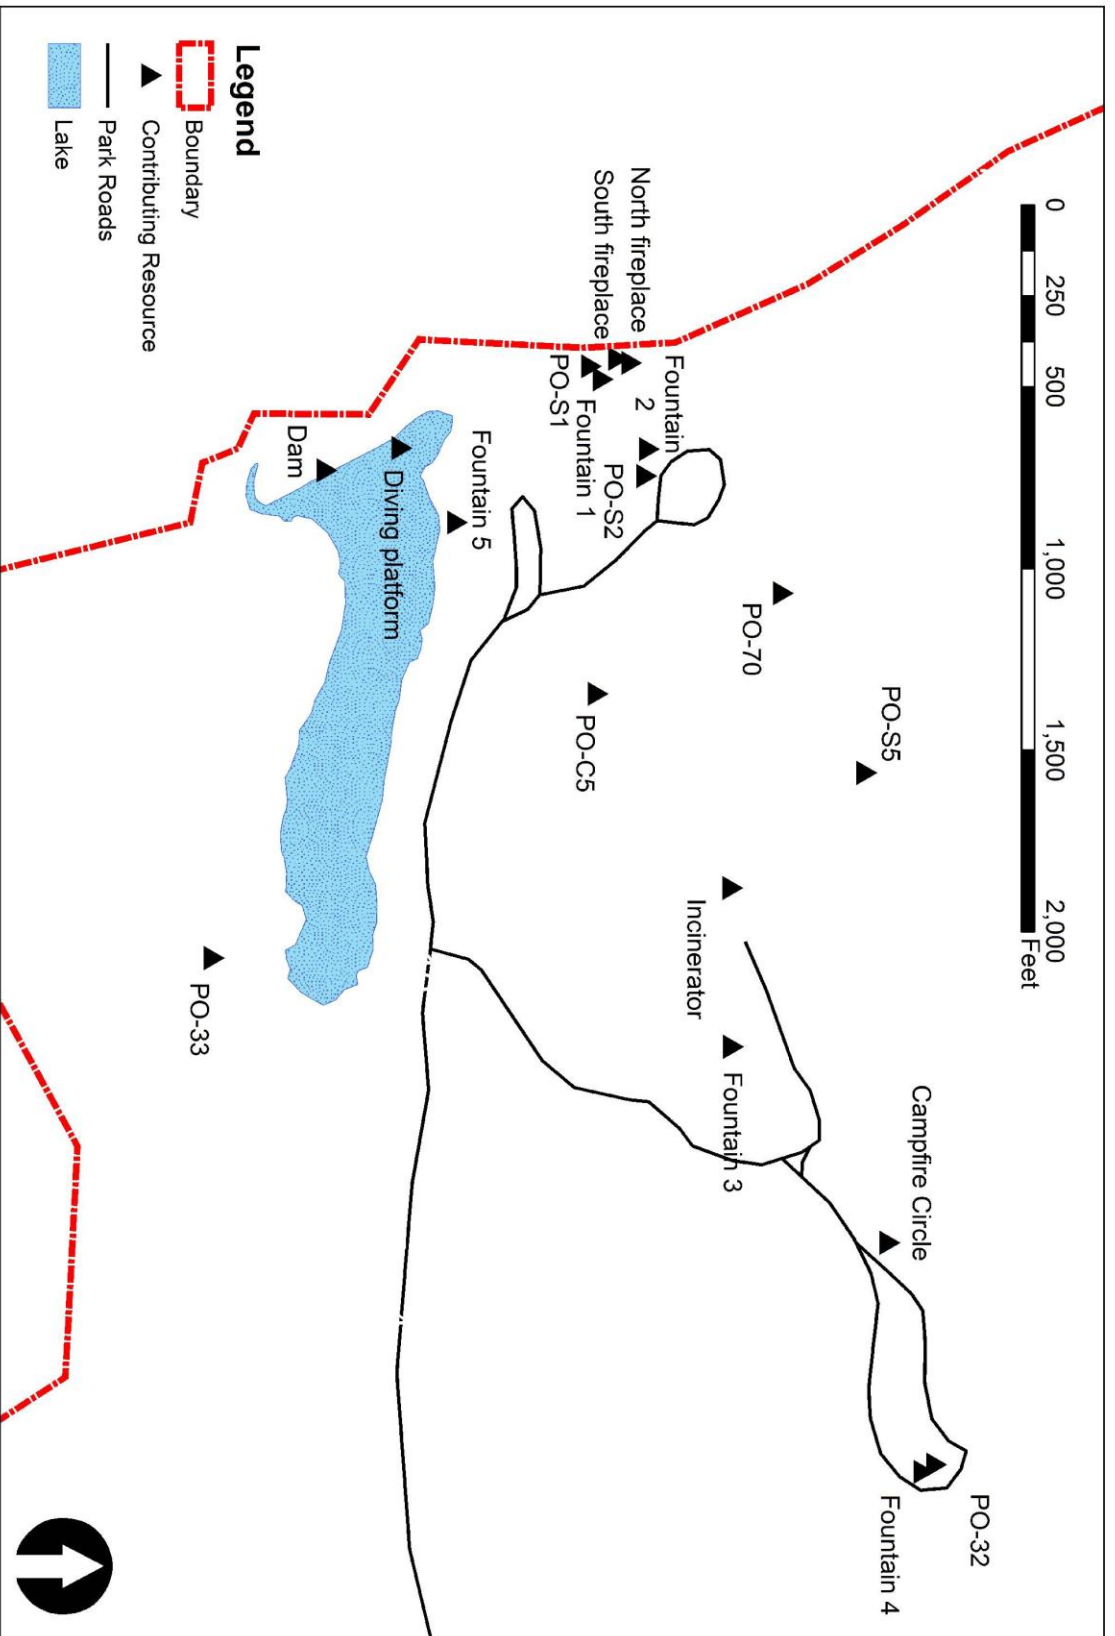 0
250
500
1,000
1,500
2,000
Feet
PO-32
Fountain 4
Campfire Circle
PO-S5
PO-70
Fountain 3
Incinerator
Fountain
2
North fireplace
South fireplace
PO-S2
Fountain 1
PO-S1
PO-C5
Fountain 5
Diving platform
Dam
PO-33
Legend
Boundary
Contributing Resource
Park Roads
Lake